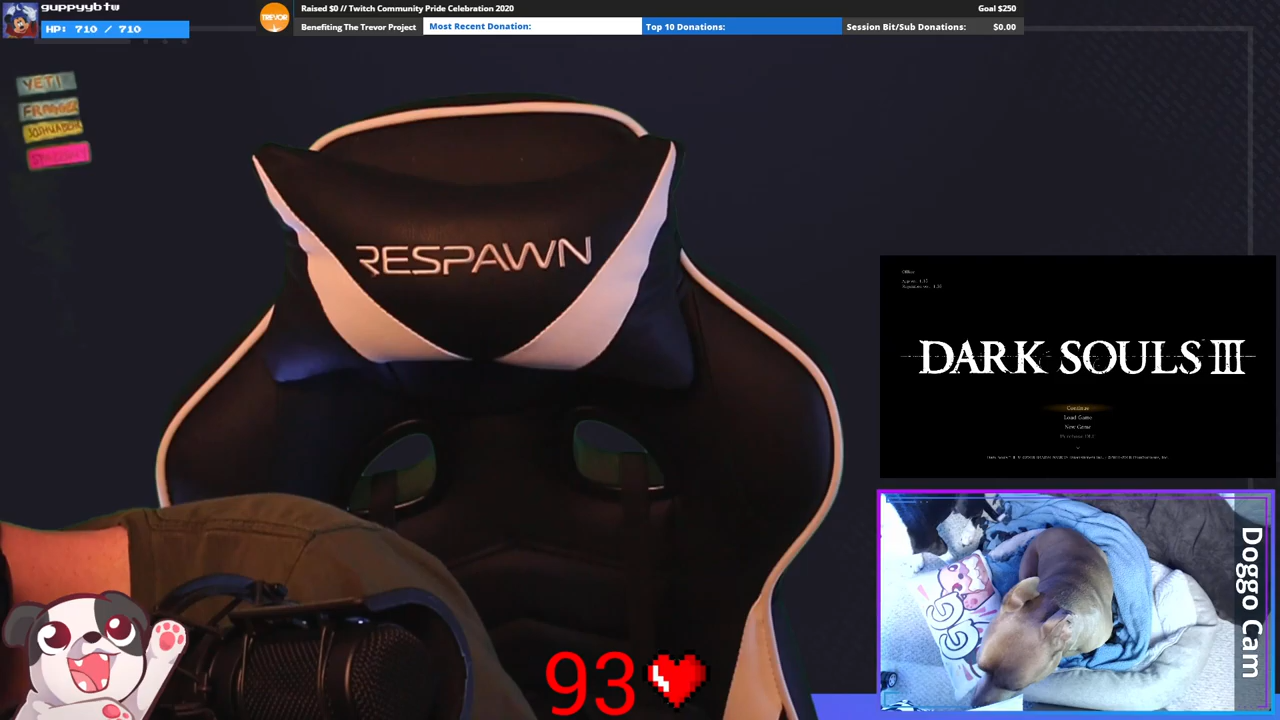 guppyybtw
HP: 710 / 710
Raised $0 // Twitch Community Pride Celebration 2020
Goal $250
TREVOR
Benefiting The Trevor Project
Most Recent Donation:
Top 10 Donations:
Session Bit/Sub Donations:
$0.00
YETI
RESPAWN
Offline
DARK SOULS III
Continue
Load Game
New Game
GG
Doggo Cam
93